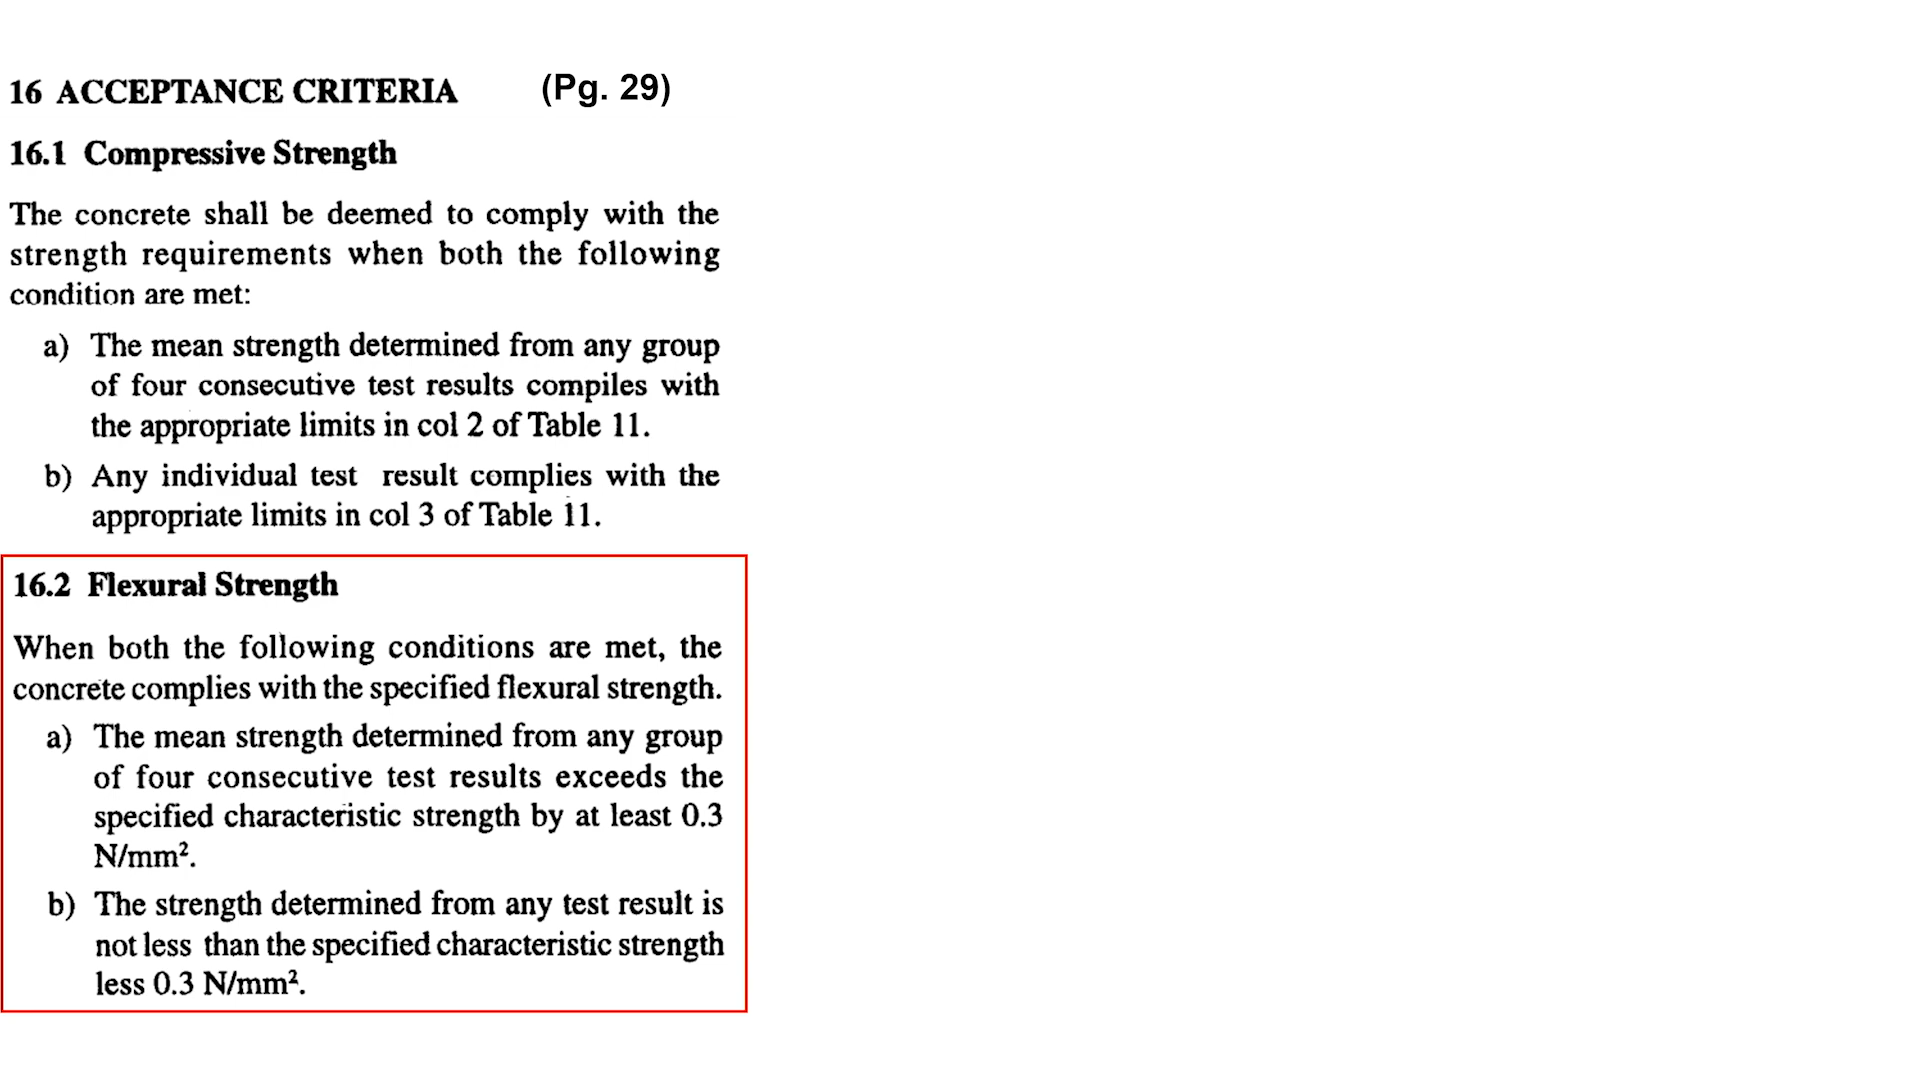 16 ACCEPTANCE CRITERIA (Pg. 29)
16.1 Compressive Strength
The concrete shall be deemed to comply with the
strength requirements when both the following
condition are met:
a) The mean strength determined from any group
of four consecutive test results compiles with
the appropriate limits in col 2 of Table 11.
b) Any individual test result complies with the
appropriate limits in col 3 of Table 11.
16.2 Flexural Strength
When both the following conditions are met, the
concrete complies with the specified flexural strength.
a) The mean strength determined from any group
of four consecutive test results exceeds the
specified characteristic strength by at least 0.3
N/mm².
b) The strength determined from any test result is
not less than the specified characteristic strength
less 0.3 N/mm².